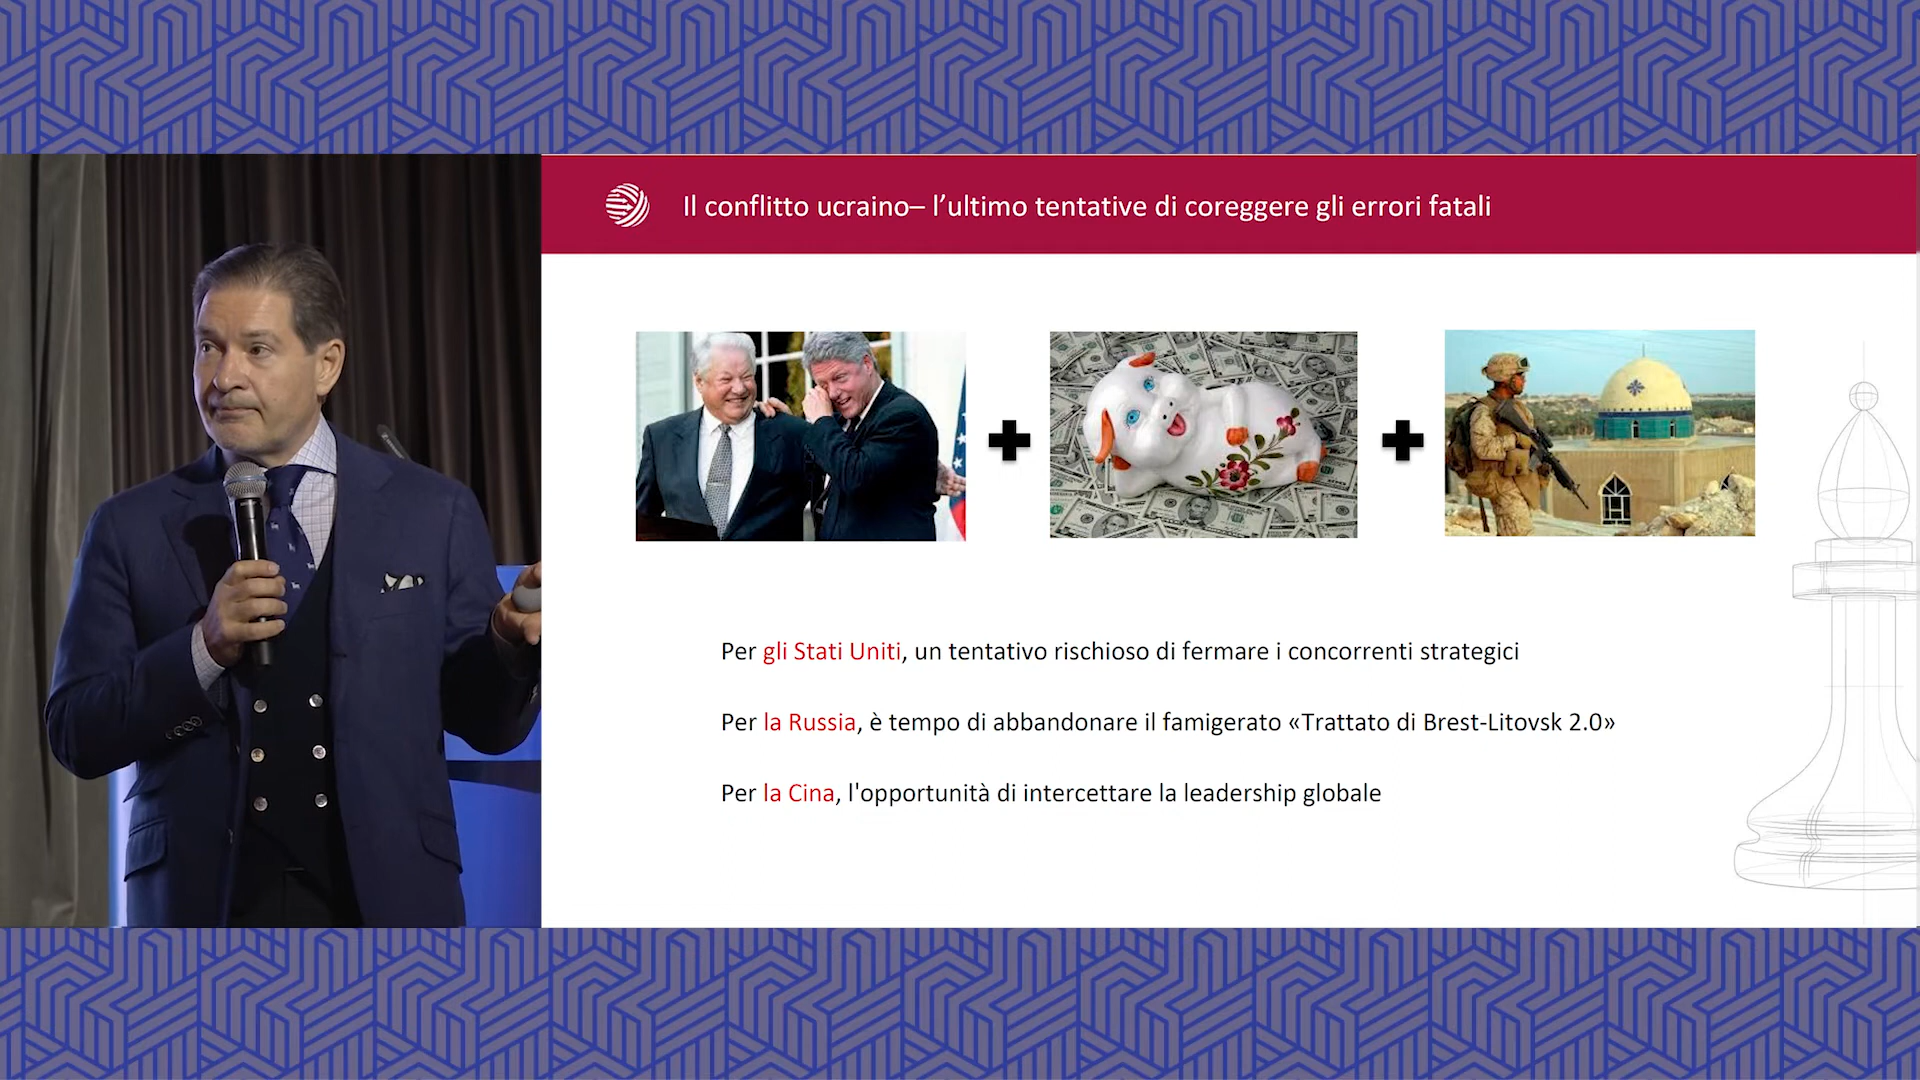 Il conflitto ucraino– l’ultimo tentative di coreggere gli errori fatali
Per gli Stati Uniti, un tentativo rischioso di fermare i concorrenti strategici
Per la Russia, è tempo di abbandonare il famigerato «Trattato di Brest-Litovsk 2.0»
Per la Cina, l'opportunità di intercettare la leadership globale